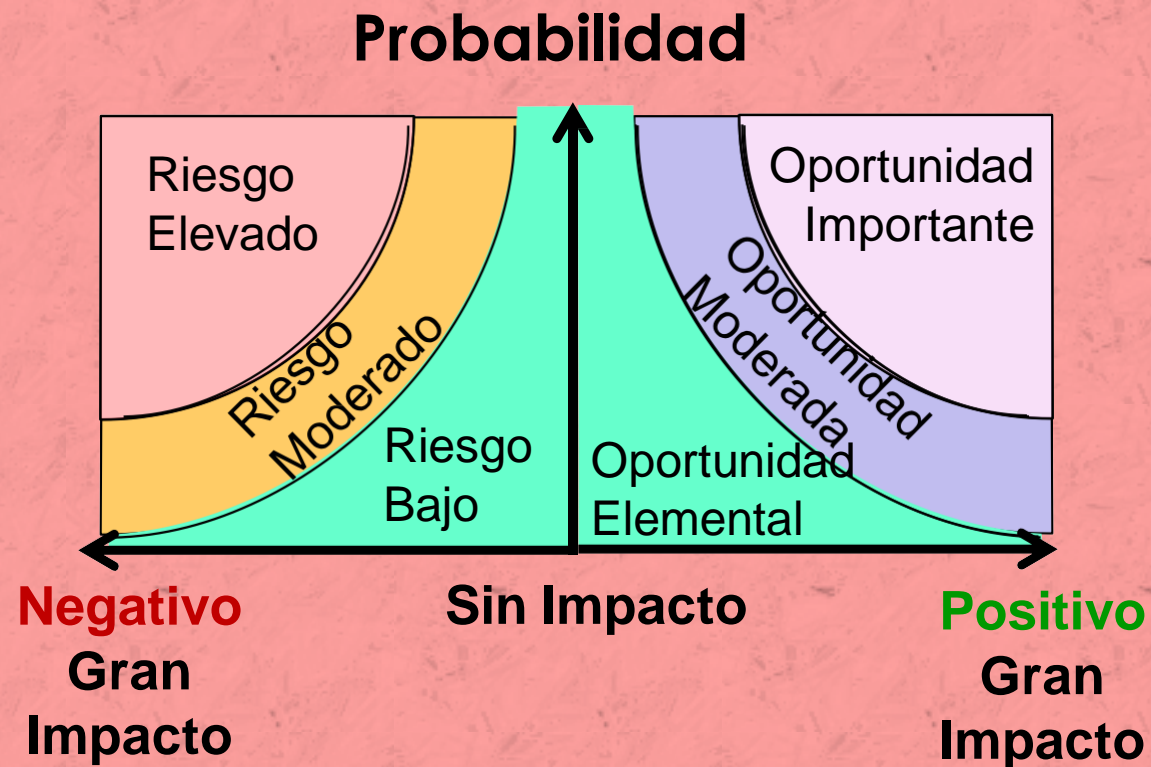 Probabilidad
Riesgo
Elevado
Oportunidad
Importante
Riesgo
Moderado
Oportunidad
Moderada
Riesgo
Bajo
Oportunidad
Elemental
Negativo
Gran
Impacto
Sin Impacto
Positivo
Gran
Impacto